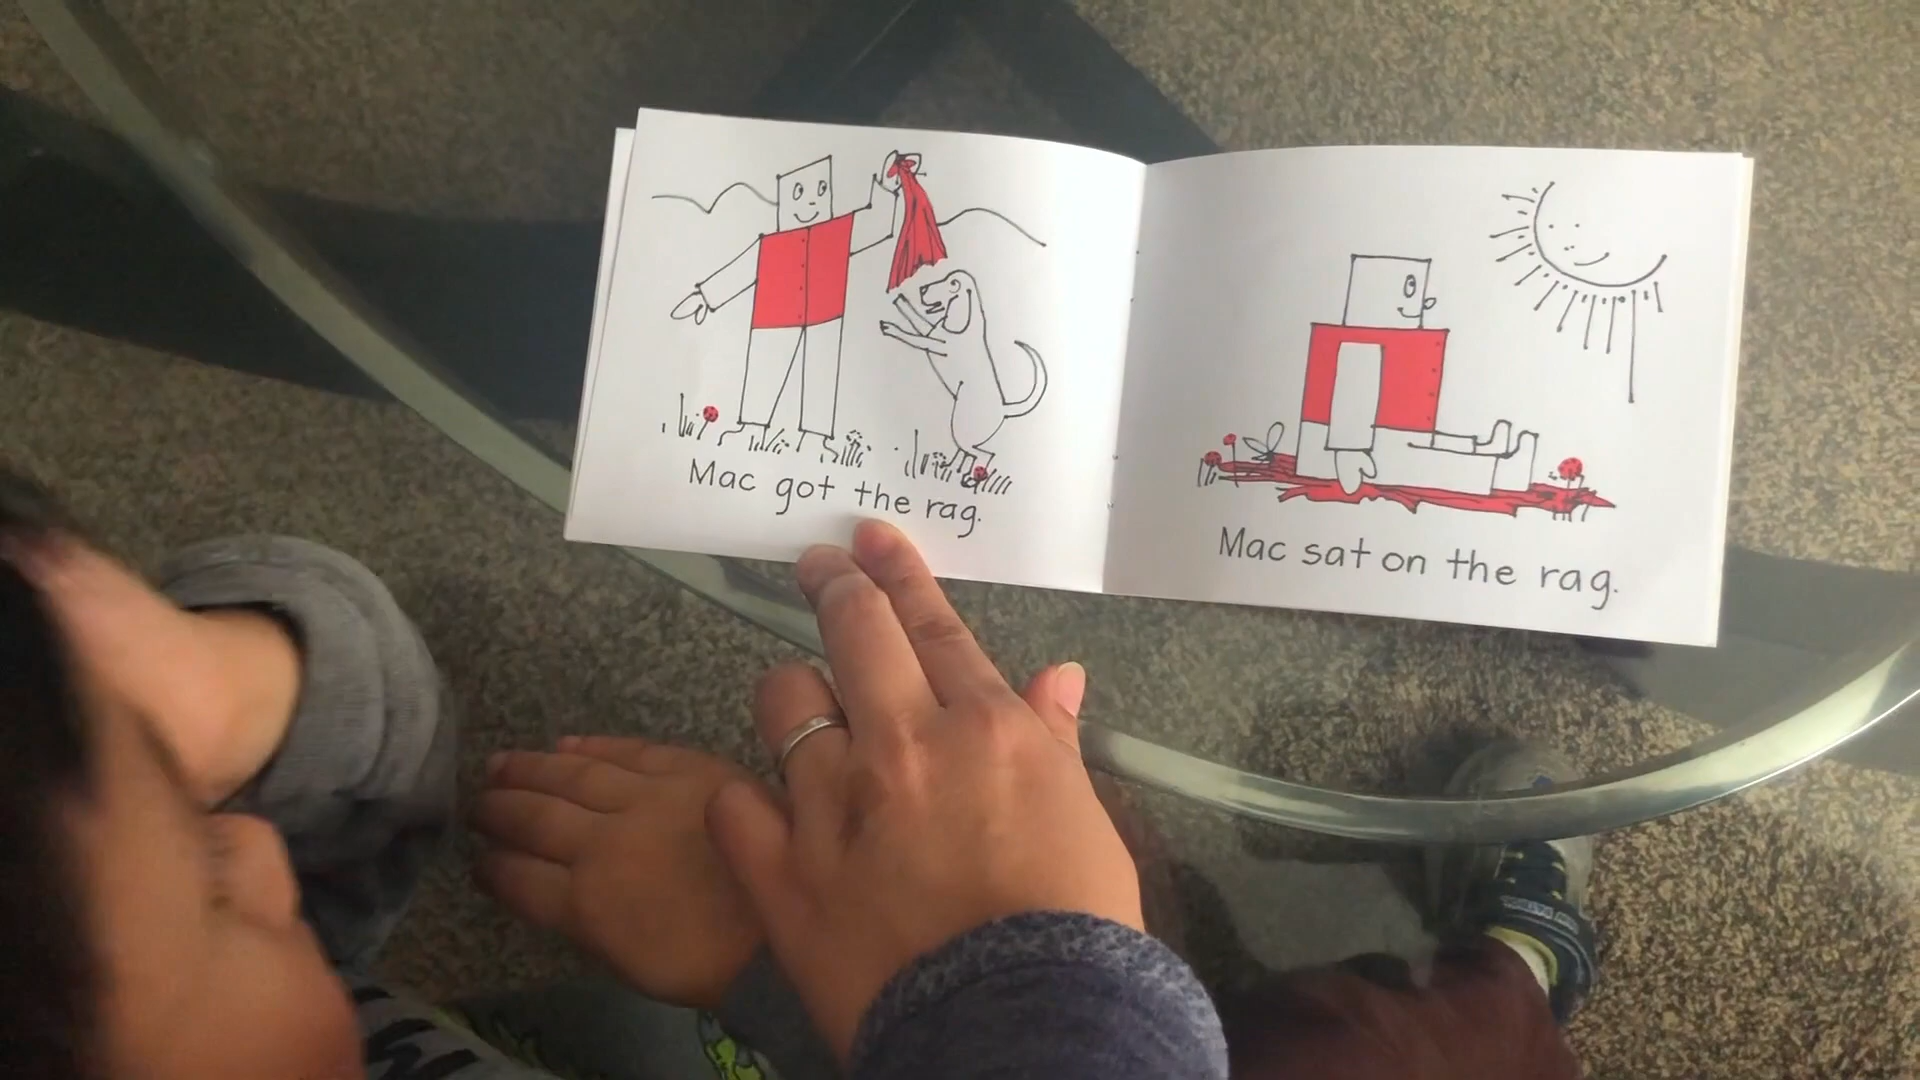 Mac got the rag.
Mac sat on the rag.